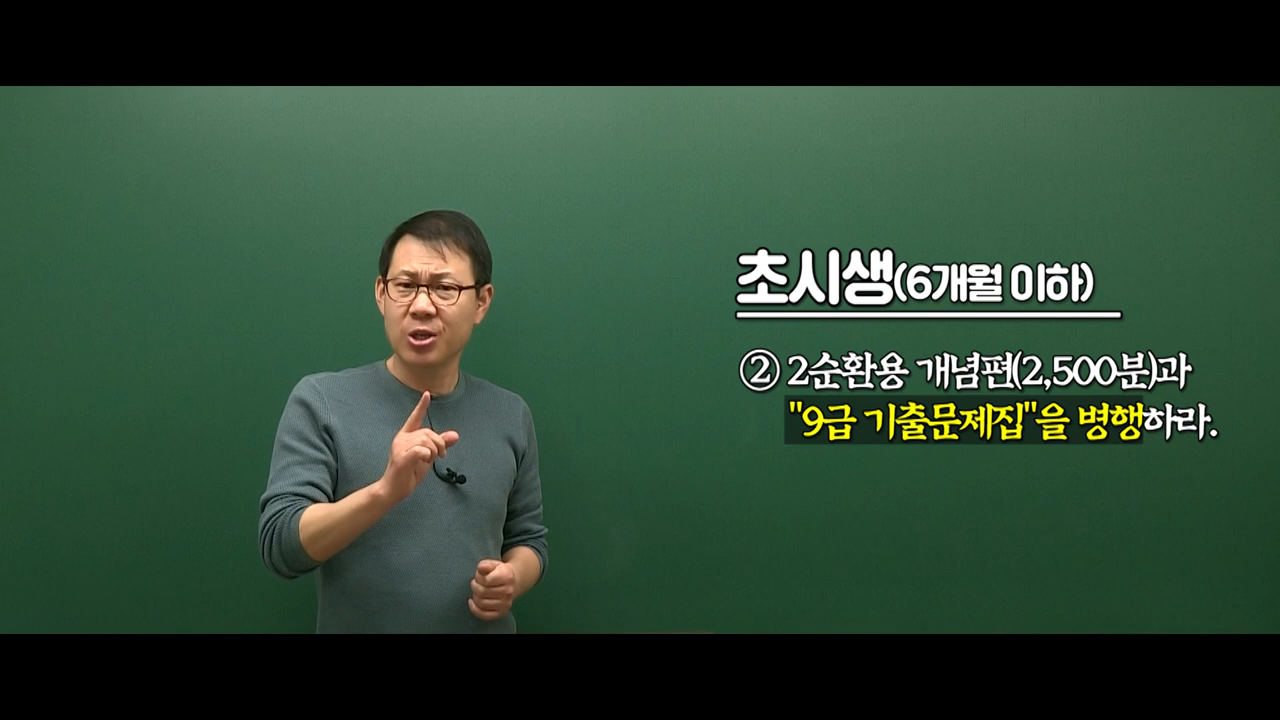 초시생(6개월 이하)
② 2순환용 개념편(2,500분)과
"9급 기출문제집"을 병행하라.